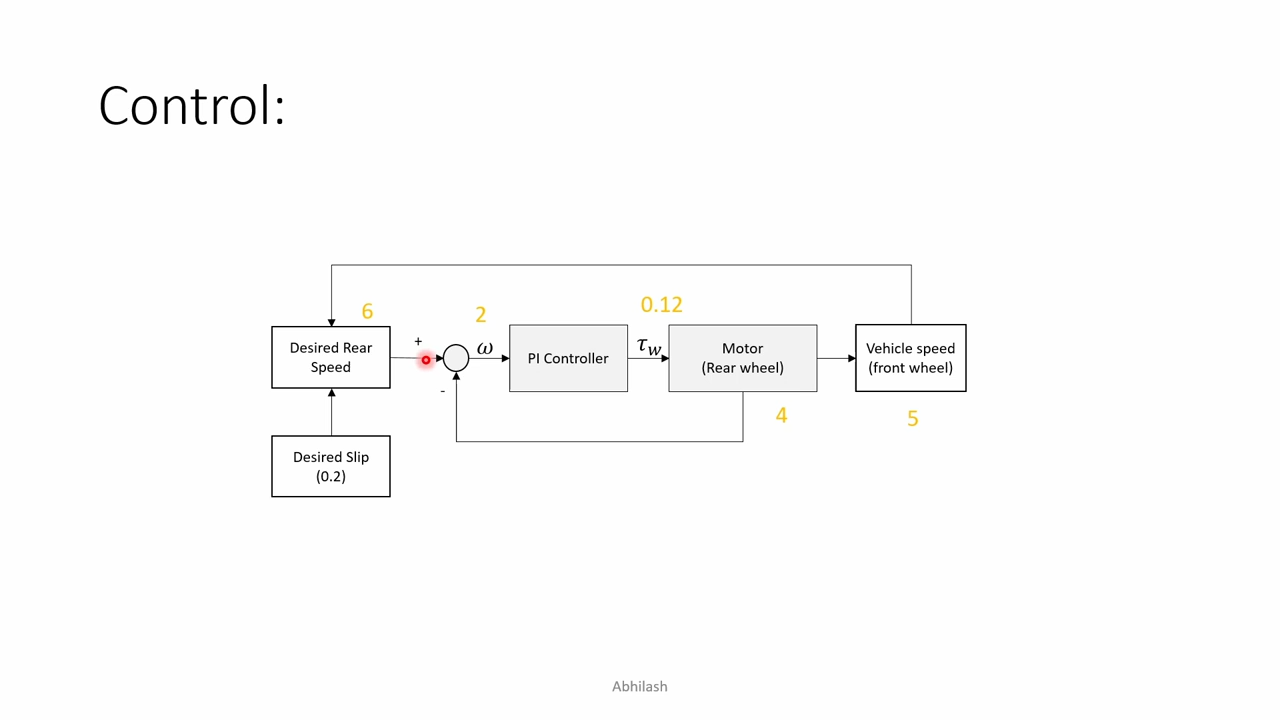 Control:
6
2
0.12
Desired Rear
Speed
+
-
ω
PI Controller
τw
Motor
(Rear wheel)
Vehicle speed
(front wheel)
4
5
Desired Slip
(0.2)
Abhilash